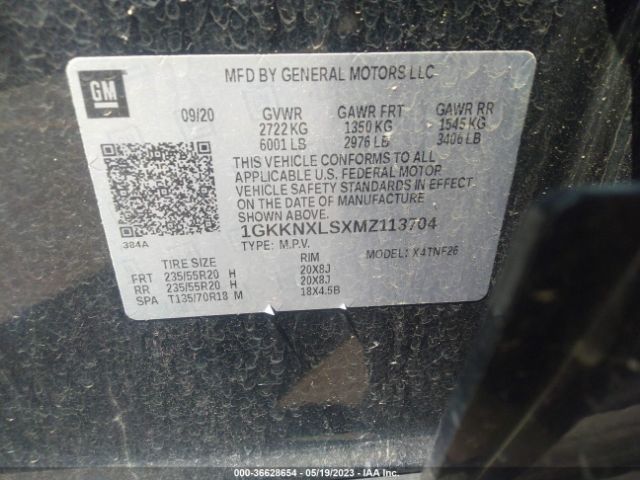 GM
MFD BY GENERAL MOTORS LLC
09/20 GVWR GAWR FRT GAWR RR
2722 KG 1350 KG 1545 KG
6001 LB 2976 LB 3406 LB
THIS VEHICLE CONFORMS TO ALL
APPLICABLE U.S. FEDERAL MOTOR
VEHICLE SAFETY STANDARDS IN EFFECT
ON THE DATE OF MANUFACTURE
SHOWN ABOVE.
1GKKNXLSXMZ113704
384A
TYPE: M.P.V. MODEL: X4TNF26
TIRE SIZE RIM
FRT 235/55R20 H 20X8J
RR 235/55R20 H 20X8J
SPA T135/70R18 M 18X4.5B
000-36628654 - 05/19/2023 - IAA Inc.